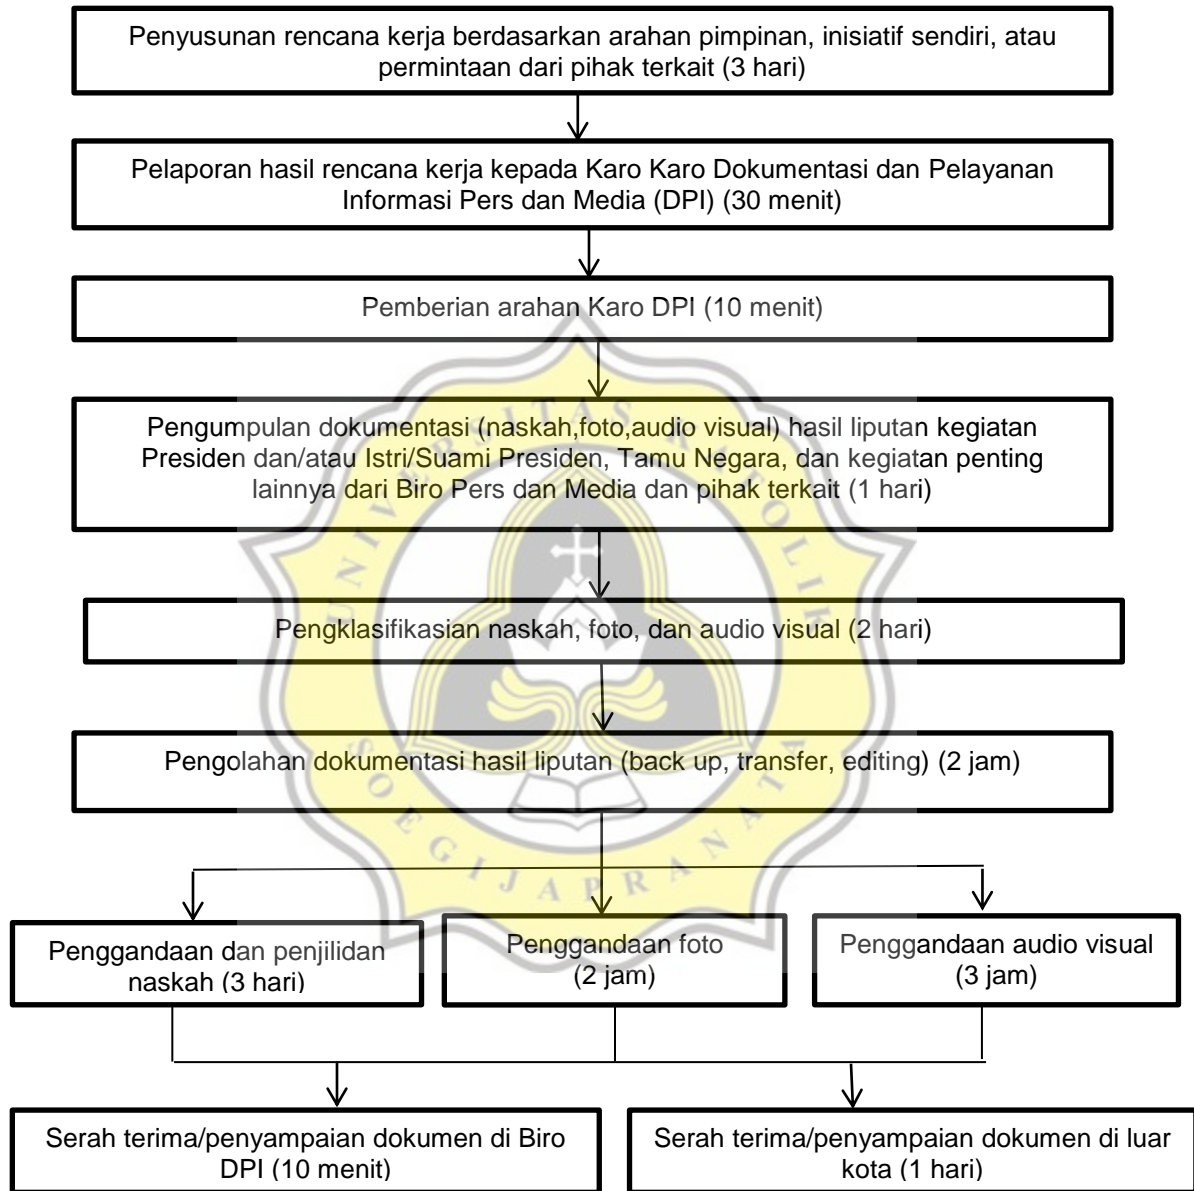 Penyusunan rencana kerja berdasarkan arahan pimpinan, inisiatif sendiri, atau
permintaan dari pihak terkait (3 hari)
Pelaporan hasil rencana kerja kepada Karo Karo Dokumentasi dan Pelayanan
Informasi Pers dan Media (DPI) (30 menit)
Pemberian arahan Karo DPI (10 menit)
Pengumpulan dokumentasi (naskah,foto,audio visual) hasil liputan kegiatan
Presiden dan/atau Istri/Suami Presiden, Tamu Negara, dan kegiatan penting
lainnya dari Biro Pers dan Media dan pihak terkait (1 hari)
Pengklasifikasian naskah, foto, dan audio visual (2 hari)
Pengolahan dokumentasi hasil liputan (back up, transfer, editing) (2 jam)
Penggandaan dan penjilidan
naskah (3 hari)
Penggandaan foto
(2 jam)
Penggandaan audio visual
(3 jam)
Serah terima/penyampaian dokumen di Biro
DPI (10 menit)
Serah terima/penyampaian dokumen di luar
kota (1 hari)
UNIVERSITAS KATOLIK
SOEGIJAPRANATA